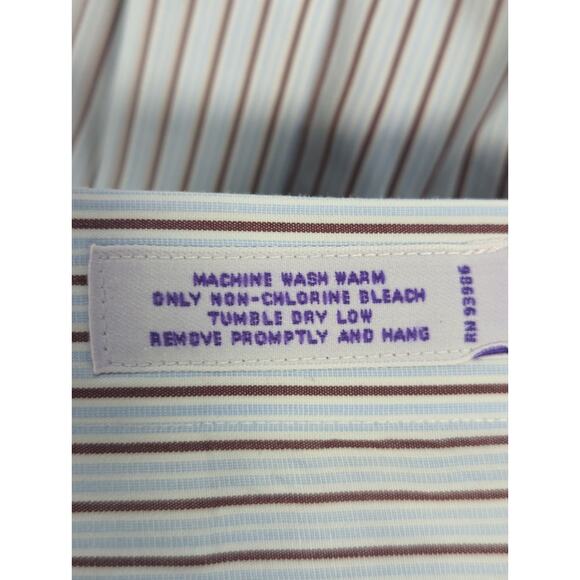 MACHINE WASH WARM
ONLY NON-CHLORINE BLEACH
TUMBLE DRY LOW
REMOVE PROMPTLY AND HANG
RN 93986